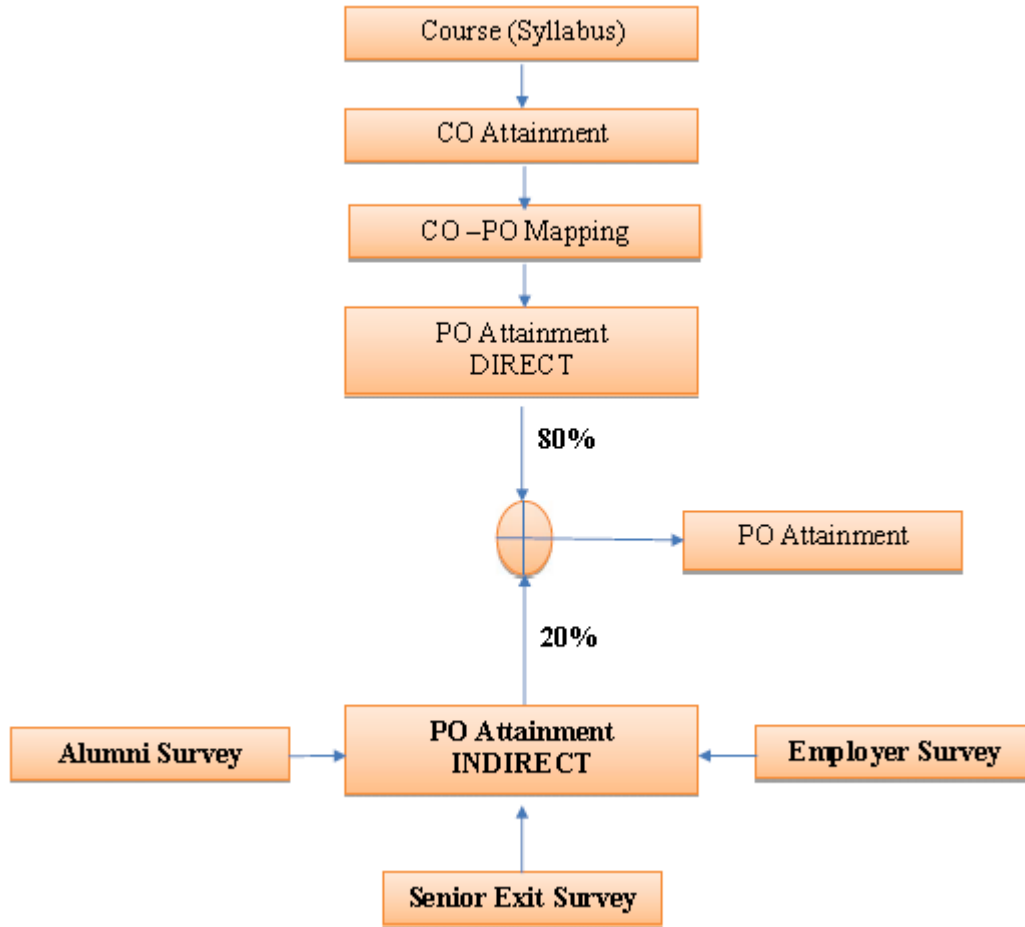 Course (Syllabus)
CO Attainment
CO –PO Mapping
PO Attainment
DIRECT
80%
PO Attainment
20%
PO Attainment
INDIRECT
Alumni Survey
Employer Survey
Senior Exit Survey